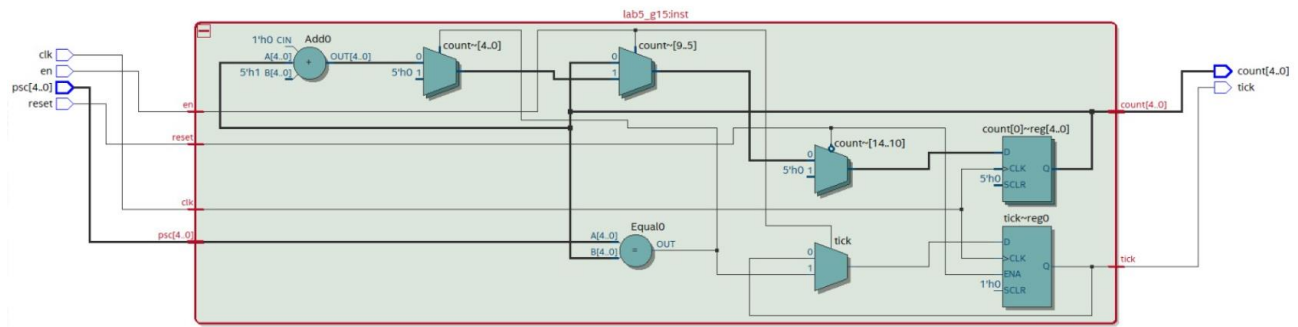 lab5_g15:inst
clk
en
psc[4..0]
reset
en
reset
clk
psc[4..0]
1'h0 CIN
Add0
A[4..0]
+
OUT[4..0]
5'h1 B[4..0]
count~[4..0]
0
5'h0 1
count~[9..5]
0
1
count~[14..10]
0
5'h0 1
count[0]~reg[4..0]
D
>CLK
Q
5'h0
SCLR
Equal0
A[4..0]
=
OUT
B[4..0]
tick
0
1
tick~reg0
D
>CLK
Q
ENA
1'h0
SCLR
count[4..0]
tick
count[4..0]
tick